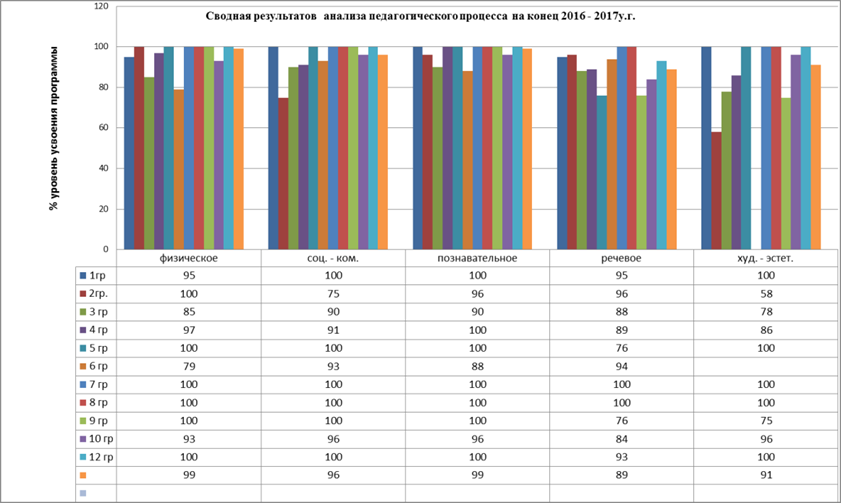 Сводная результатов анализа педагогического процесса на конец 2016 - 2017у.г.
% уровень усвоения программы
120
100
80
60
40
20
0
физическое соц. - ком. познавательное речевое худ. - эстет.
1гр 95 100 100 95 100
2гр. 100 75 96 96 58
3 гр 85 90 90 88 78
4 гр 97 91 100 89 86
5 гр 100 100 100 76 100
6 гр 79 93 88 94
7 гр 100 100 100 100 100
8 гр 100 100 100 100 100
9 гр 100 100 100 76 75
10 гр 93 96 96 84 96
12 гр 100 100 100 93 100
99 96 99 89 91